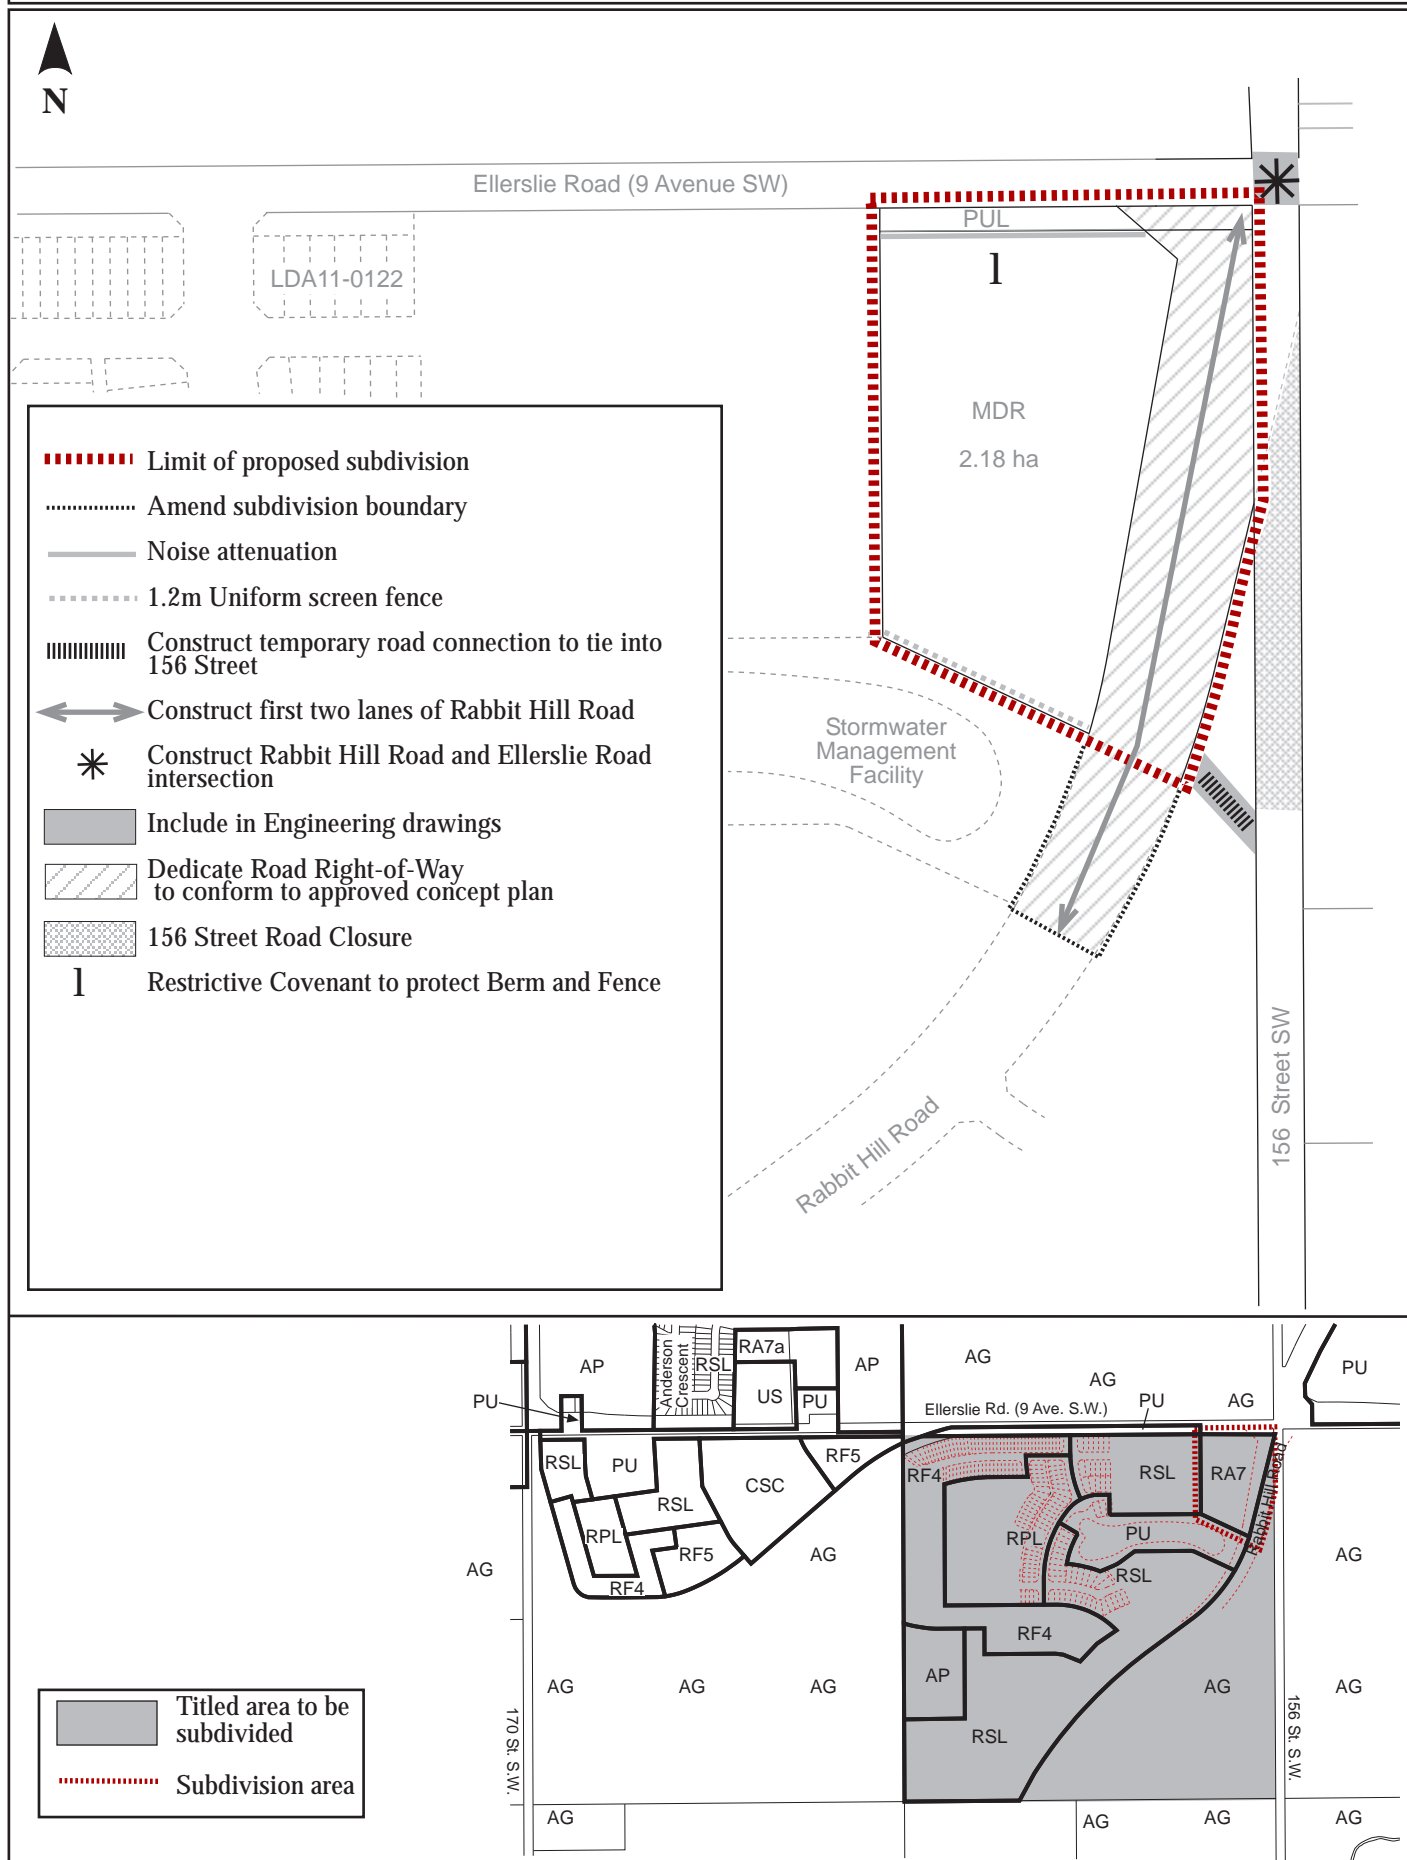 N
Ellerslie Road (9 Avenue SW)
PUL
l
LDA11-0122
MDR
2.18 ha
Limit of proposed subdivision
Amend subdivision boundary
Noise attenuation
1.2m Uniform screen fence
Construct temporary road connection to tie into
156 Street
Construct first two lanes of Rabbit Hill Road
Construct Rabbit Hill Road and Ellerslie Road
intersection
Include in Engineering drawings
Dedicate Road Right-of-Way
to conform to approved concept plan
156 Street Road Closure
l
Restrictive Covenant to protect Berm and Fence
Stormwater
Management
Facility
Rabbit Hill Road
156 Street SW
AP
Anderson
Crescent
RSL
RA7a
US
PU
AP
AG
AG
AG
PU
PU
PU
Ellerslie Rd. (9 Ave. S.W.)
RSL
PU
RSL
CSC
RF5
RPL
RF5
RF4
AG
AG
RF4
RSL
RA7
Rabbit Hill Road
RPL
PU
RSL
AG
RF4
AP
RSL
AG
AG
AG
AG
AG
AG
170 St. S.W.
156 St. S.W.
AG
AG
AG
AG
Titled area to be
subdivided
Subdivision area